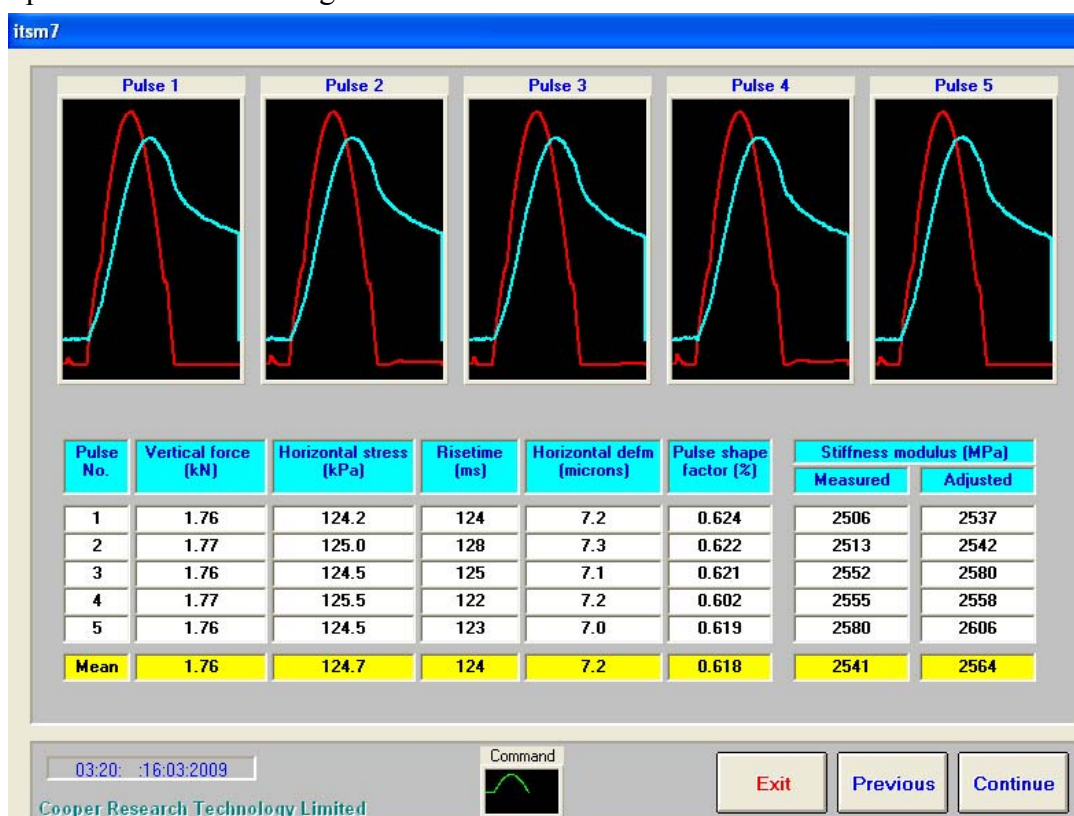 itsm7
Pulse 1 Pulse 2 Pulse 3 Pulse 4 Pulse 5
Pulse No. Vertical force (kN) Horizontal stress (kPa) Risetime (ms) Horizontal defm (microns) Pulse shape factor (%) Stiffness modulus (MPa)
Measured Adjusted
1 1.76 124.2 124 7.2 0.624 2506 2537
2 1.77 125.0 128 7.3 0.622 2513 2542
3 1.76 124.5 125 7.1 0.621 2552 2580
4 1.77 125.5 122 7.2 0.602 2555 2558
5 1.76 124.5 123 7.0 0.619 2580 2606
Mean 1.76 124.7 124 7.2 0.618 2541 2564
03:20: :16:03:2009
Command
Exit Previous Continue
Cooper Research Technology Limited